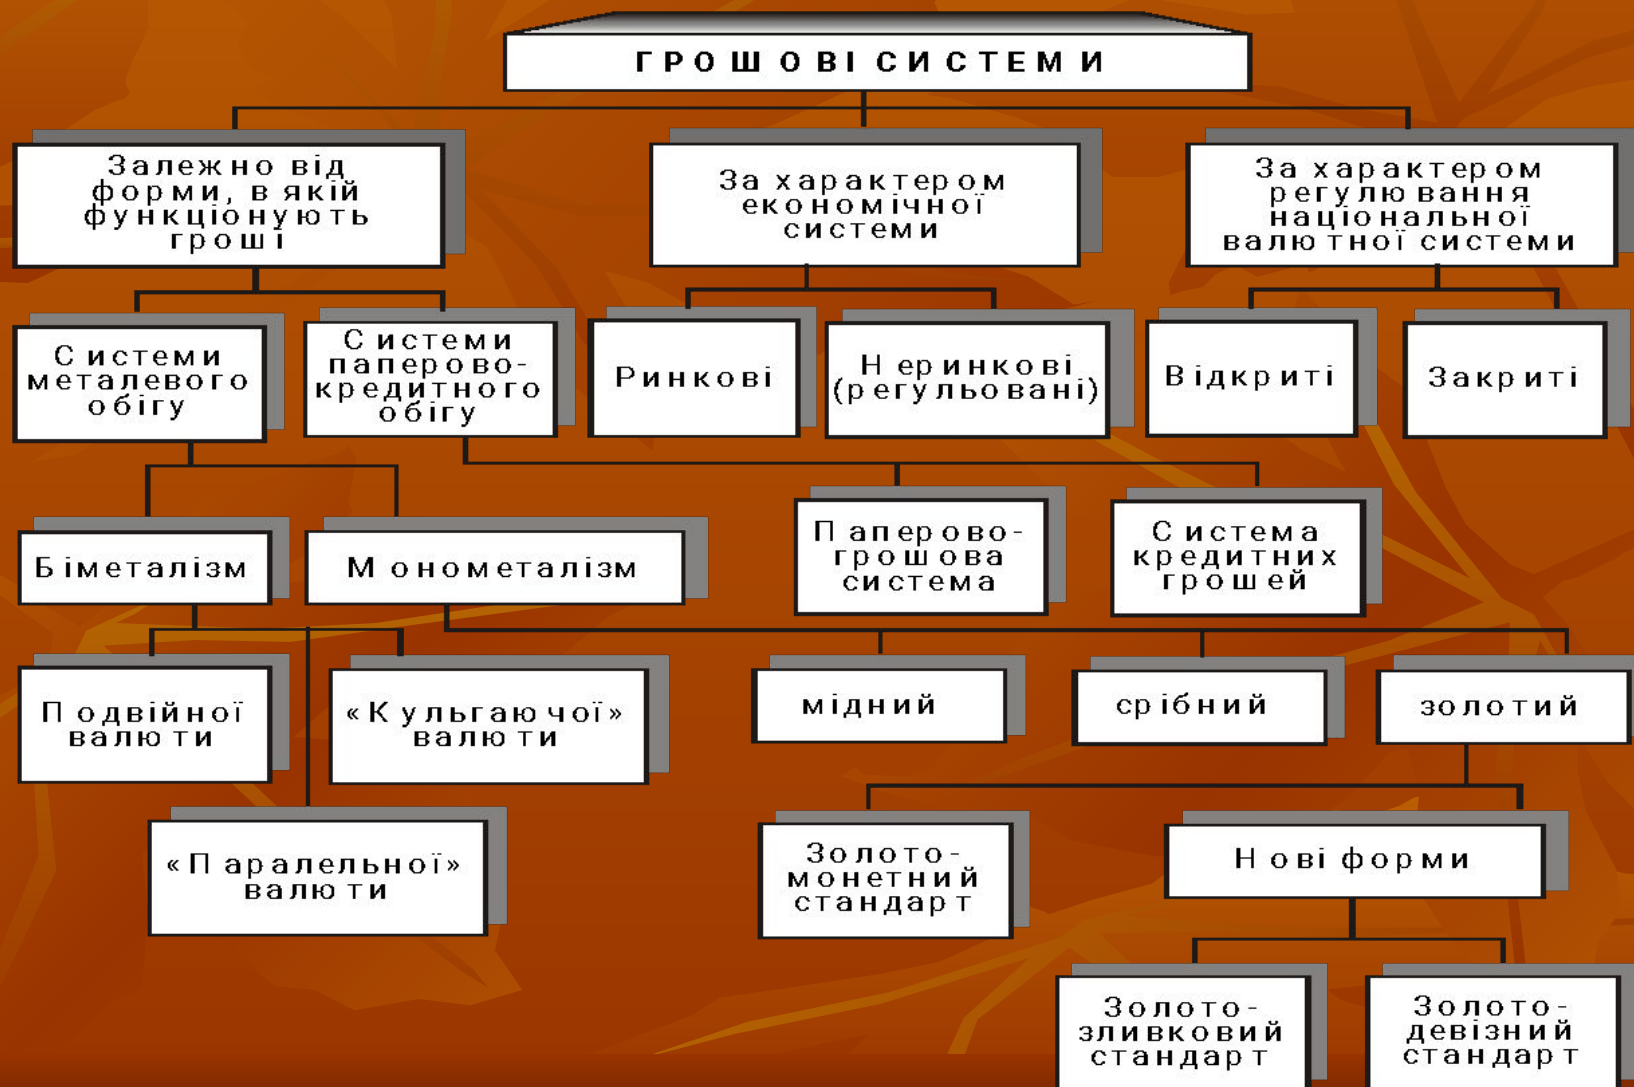 ГРОШОВІ СИСТЕМИ
Залежно від
форми, в якій
функціонують
гроші
За характером
економічної
системи
За характером
регулювання
національної
валютної системи
Системи
металевого
обігу
Системи
паперово-
кредитного
обігу
Ринкові
Неринкові
(регульовані)
Відкриті
Закриті
Біметалізм
Монометалізм
Паперово-
грошова
система
Система
кредитних
грошей
Подвійної
валюти
«Кульгаючої»
валюти
мідний
срібний
золотий
«Паралельної»
валюти
Золото-
монетний
стандарт
Нові форми
Золото-
зливковий
стандарт
Золото-
девізний
стандарт